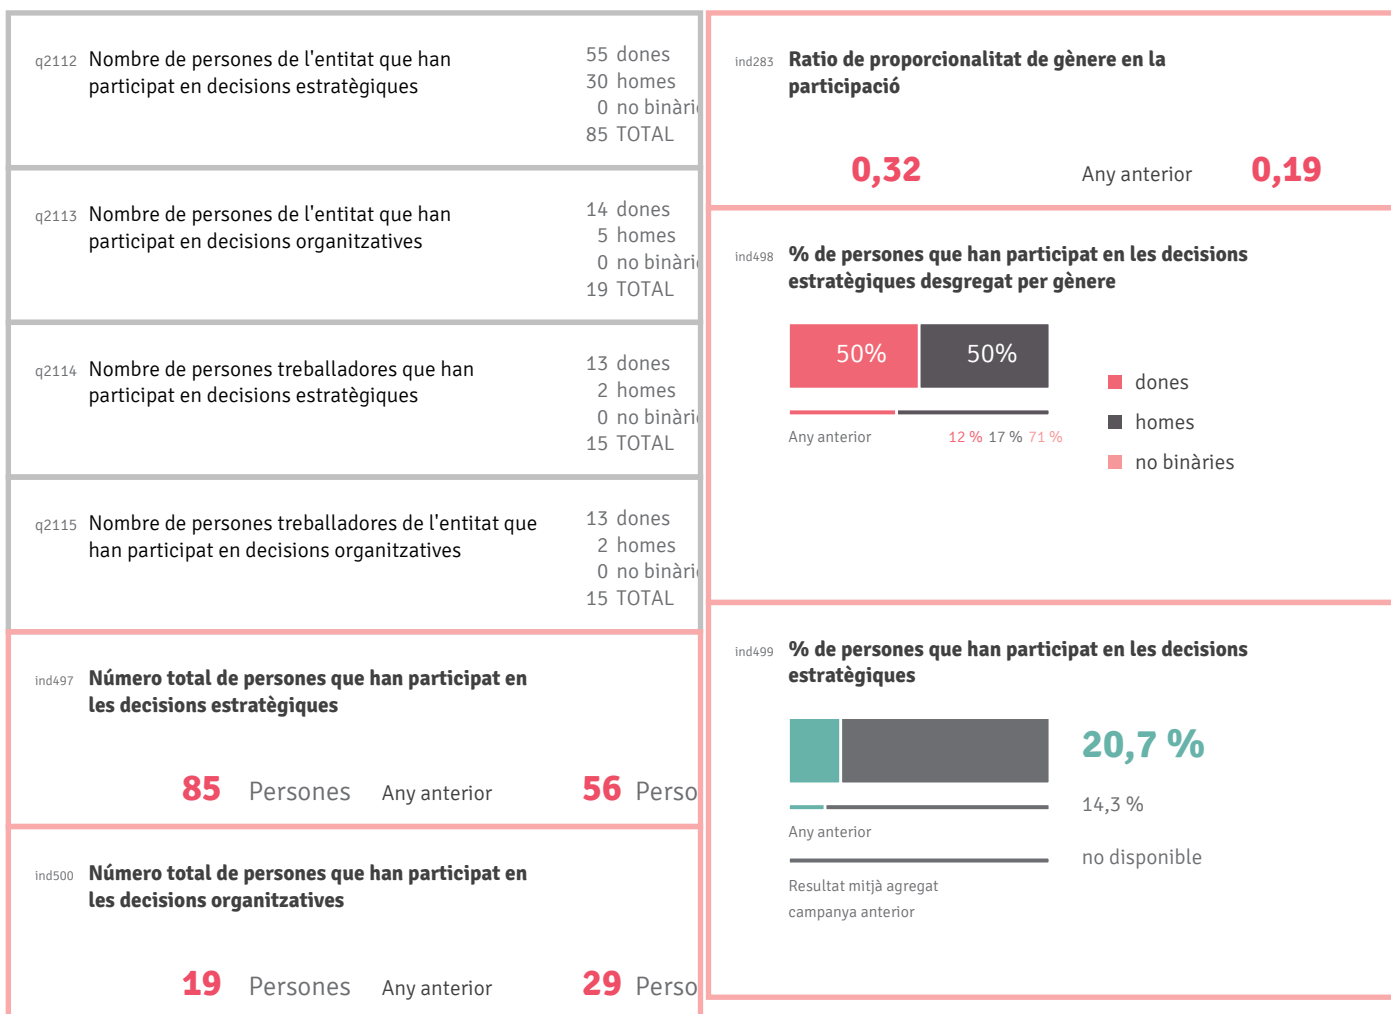 q2112 Nombre de persones de l'entitat que han
participat en decisions estratègiques
55 dones
30 homes
0 no binàri
85 TOTAL
q2113 Nombre de persones de l'entitat que han
participat en decisions organitzatives
14 dones
5 homes
0 no binàri
19 TOTAL
q2114 Nombre de persones treballadores que han
participat en decisions estratègiques
13 dones
2 homes
0 no binàri
15 TOTAL
q2115 Nombre de persones treballadores de l'entitat que
han participat en decisions organitzatives
13 dones
2 homes
0 no binàri
15 TOTAL
ind497 Número total de persones que han participat en
les decisions estratègiques
85 Persones Any anterior 56 Perso
ind500 Número total de persones que han participat en
les decisions organitzatives
19 Persones Any anterior 29 Perso
ind283 Ratio de proporcionalitat de gènere en la
participació
0,32 Any anterior 0,19
ind498 % de persones que han participat en les decisions
estratègiques desgregat per gènere
50% 50%
dones
homes
no binàries
Any anterior 12 % 17 % 71 %
ind499 % de persones que han participat en les decisions
estratègiques
20,7 %
14,3 %
Any anterior
no disponible
Resultat mitjà agregat
campanya anterior